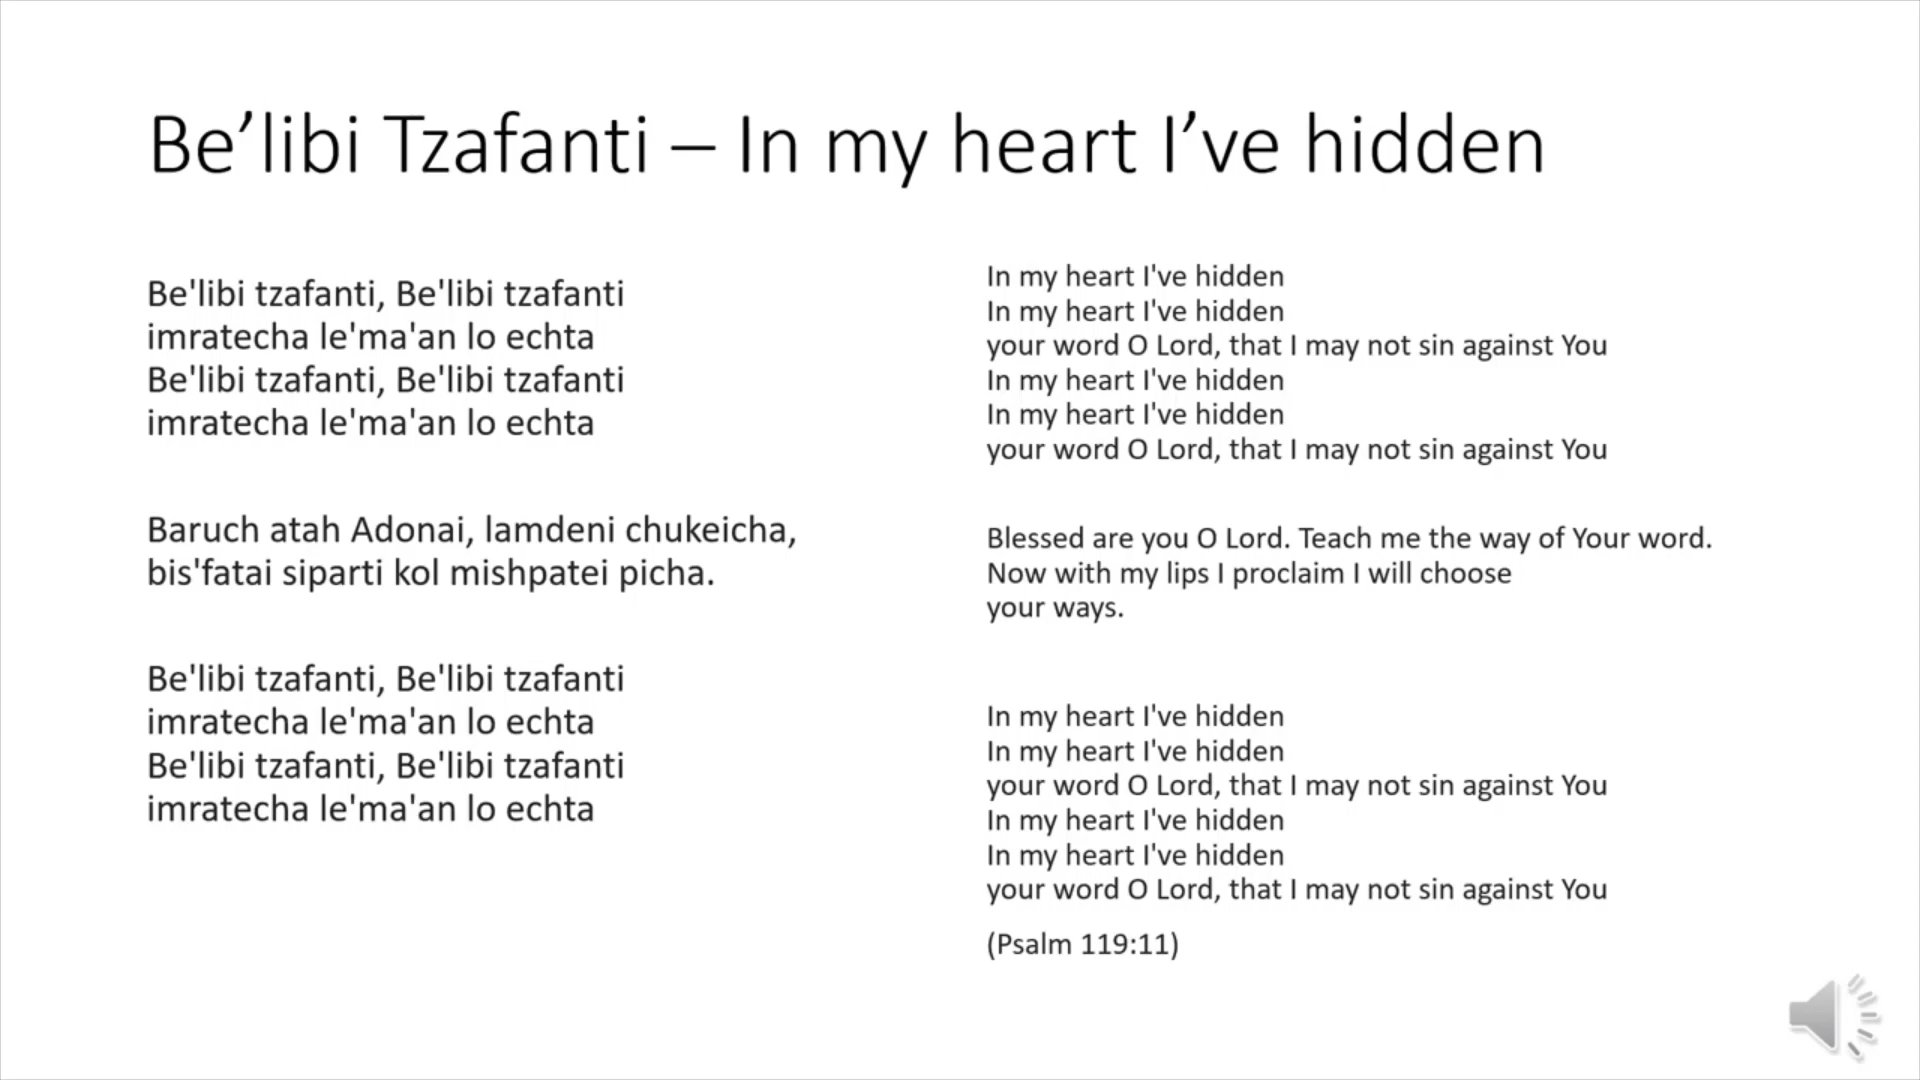 Be’libi Tzafanti – In my heart I’ve hidden
Be'libi tzafanti, Be'libi tzafanti
imratecha le'ma'an lo echta
Be'libi tzafanti, Be'libi tzafanti
imratecha le'ma'an lo echta
Baruch atah Adonai, lamdeni chukeicha,
bis'fatai siparti kol mishpatei picha.
Be'libi tzafanti, Be'libi tzafanti
imratecha le'ma'an lo echta
Be'libi tzafanti, Be'libi tzafanti
imratecha le'ma'an lo echta
In my heart I've hidden
In my heart I've hidden
your word O Lord, that I may not sin against You
In my heart I've hidden
In my heart I've hidden
your word O Lord, that I may not sin against You
Blessed are you O Lord. Teach me the way of Your word.
Now with my lips I proclaim I will choose
your ways.
In my heart I've hidden
In my heart I've hidden
your word O Lord, that I may not sin against You
In my heart I've hidden
In my heart I've hidden
your word O Lord, that I may not sin against You
(Psalm 119:11)